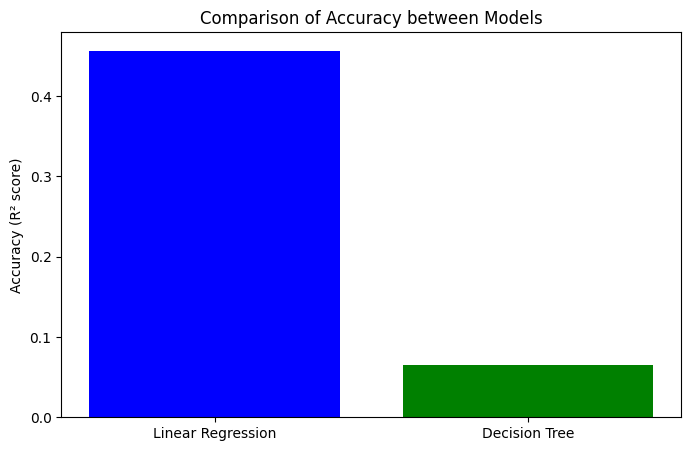 Comparison of Accuracy between Models
Accuracy (R² score)
0.4
0.3
0.2
0.1
0.0
Linear Regression
Decision Tree